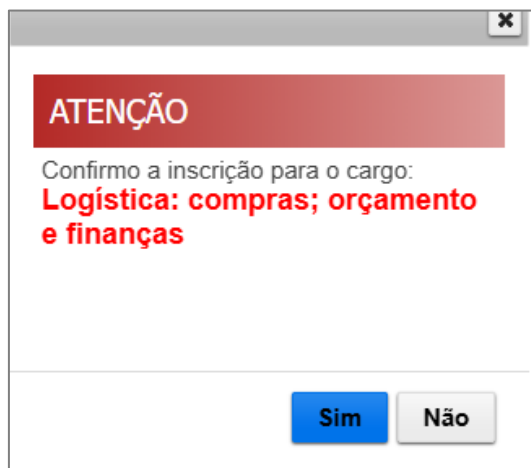 ATENÇÃO
Confirmo a inscrição para o cargo:
Logística: compras; orçamento
e finanças
Sim Não